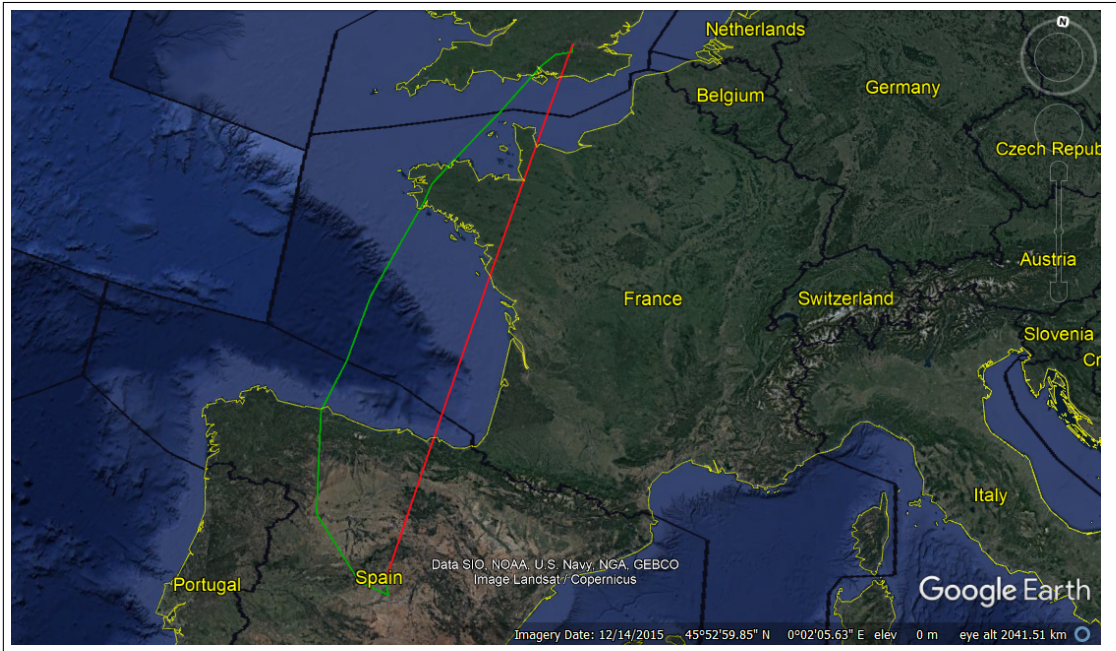 N
Netherlands
Belgium
Germany
Czech Repub
Austria
France
Switzerland
Slovenia
Cr
Italy
Data SIO, NOAA, U.S. Navy, NGA, GEBCO
Image Landsat / Copernicus
Portugal
Spain
Google Earth
Imagery Date: 12/14/2015 45°52'59.85" N 0°02'05.63" E elev 0 m eye alt 2041.51 km